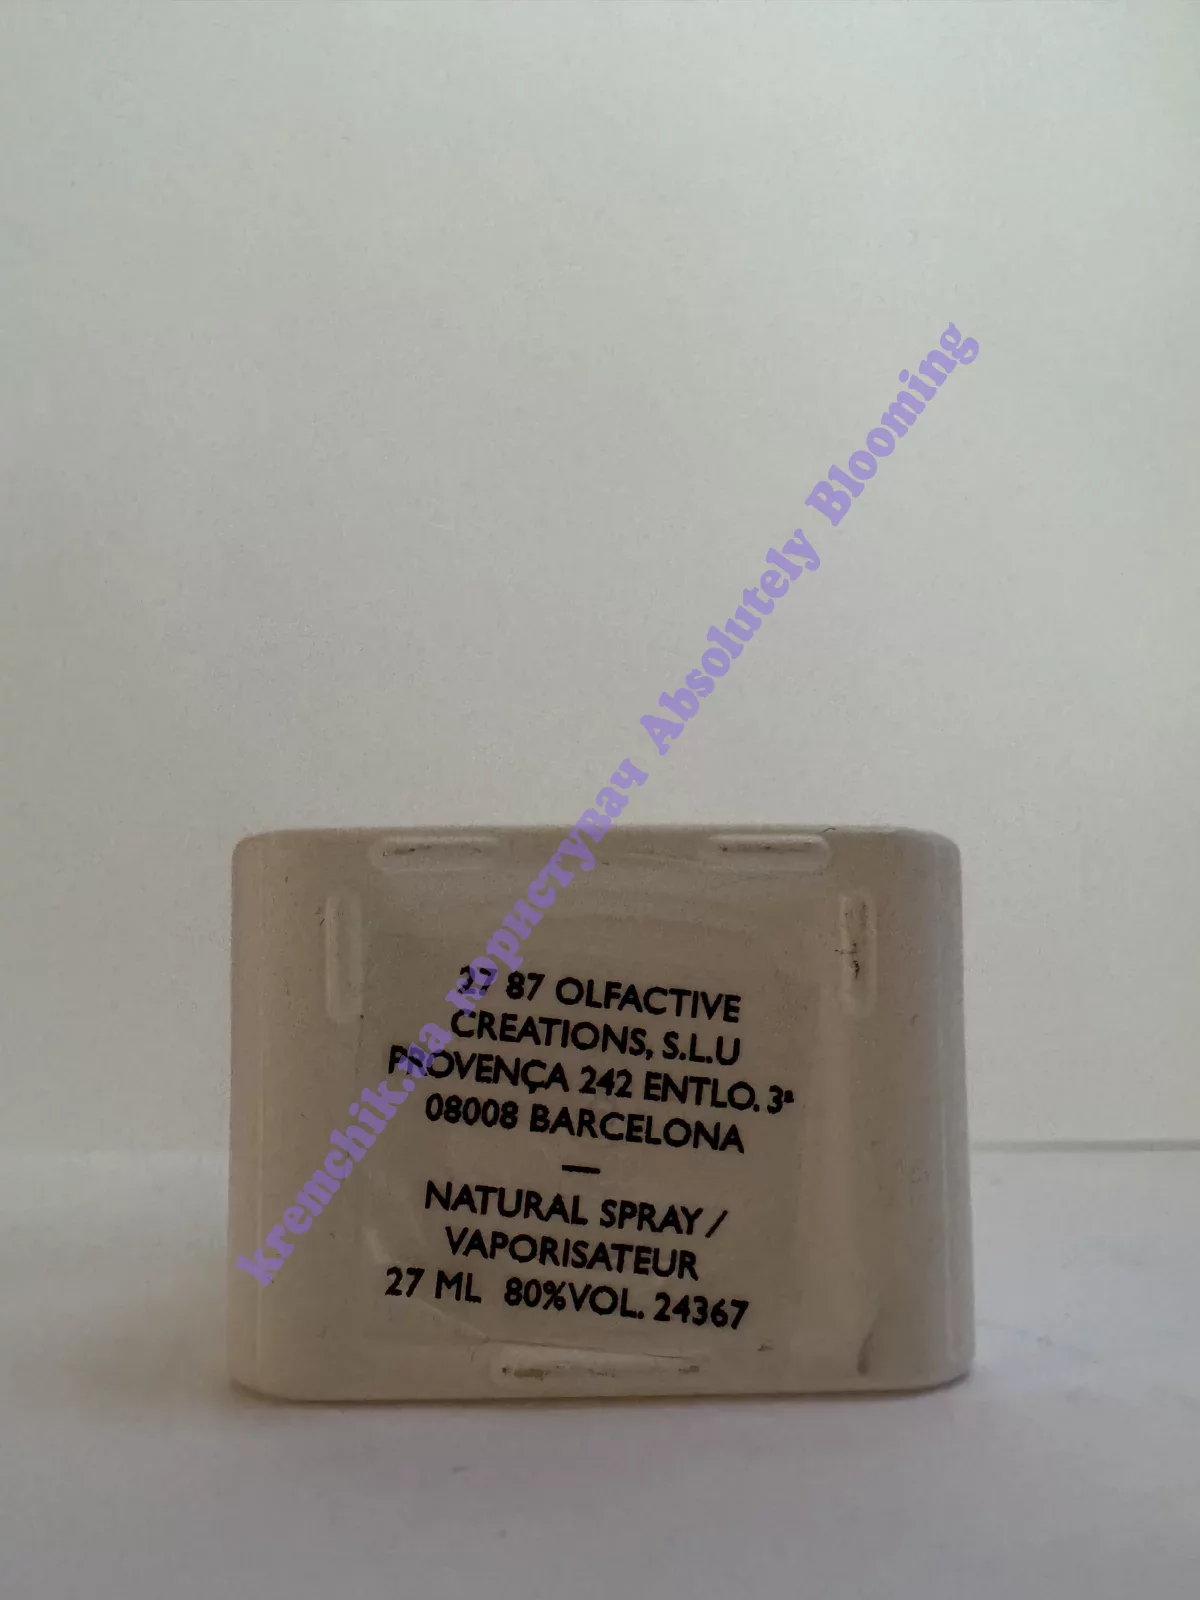 27 87 OLFACTIVE
CREATIONS, S.L.U
PROVENÇA 242 ENTLO. 3ª
08008 BARCELONA
—
NATURAL SPRAY /
VAPORISATEUR
27 ML 80%VOL. 24367
kremchik.ua користувач Absolutely Blooming